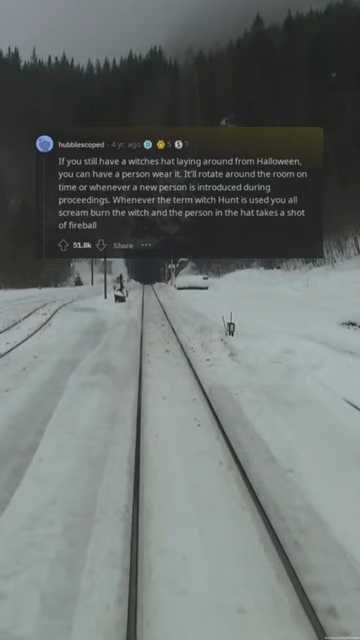 hubblescoped · 4 yr. ago 5 7
If you still have a witches hat laying around from Halloween,
you can have a person wear it. It'll rotate around the room on
time or whenever a new person is introduced during
proceedings. Whenever the term witch Hunt is used you all
scream burn the witch and the person in the hat takes a shot
of fireball
51.8k Share ···